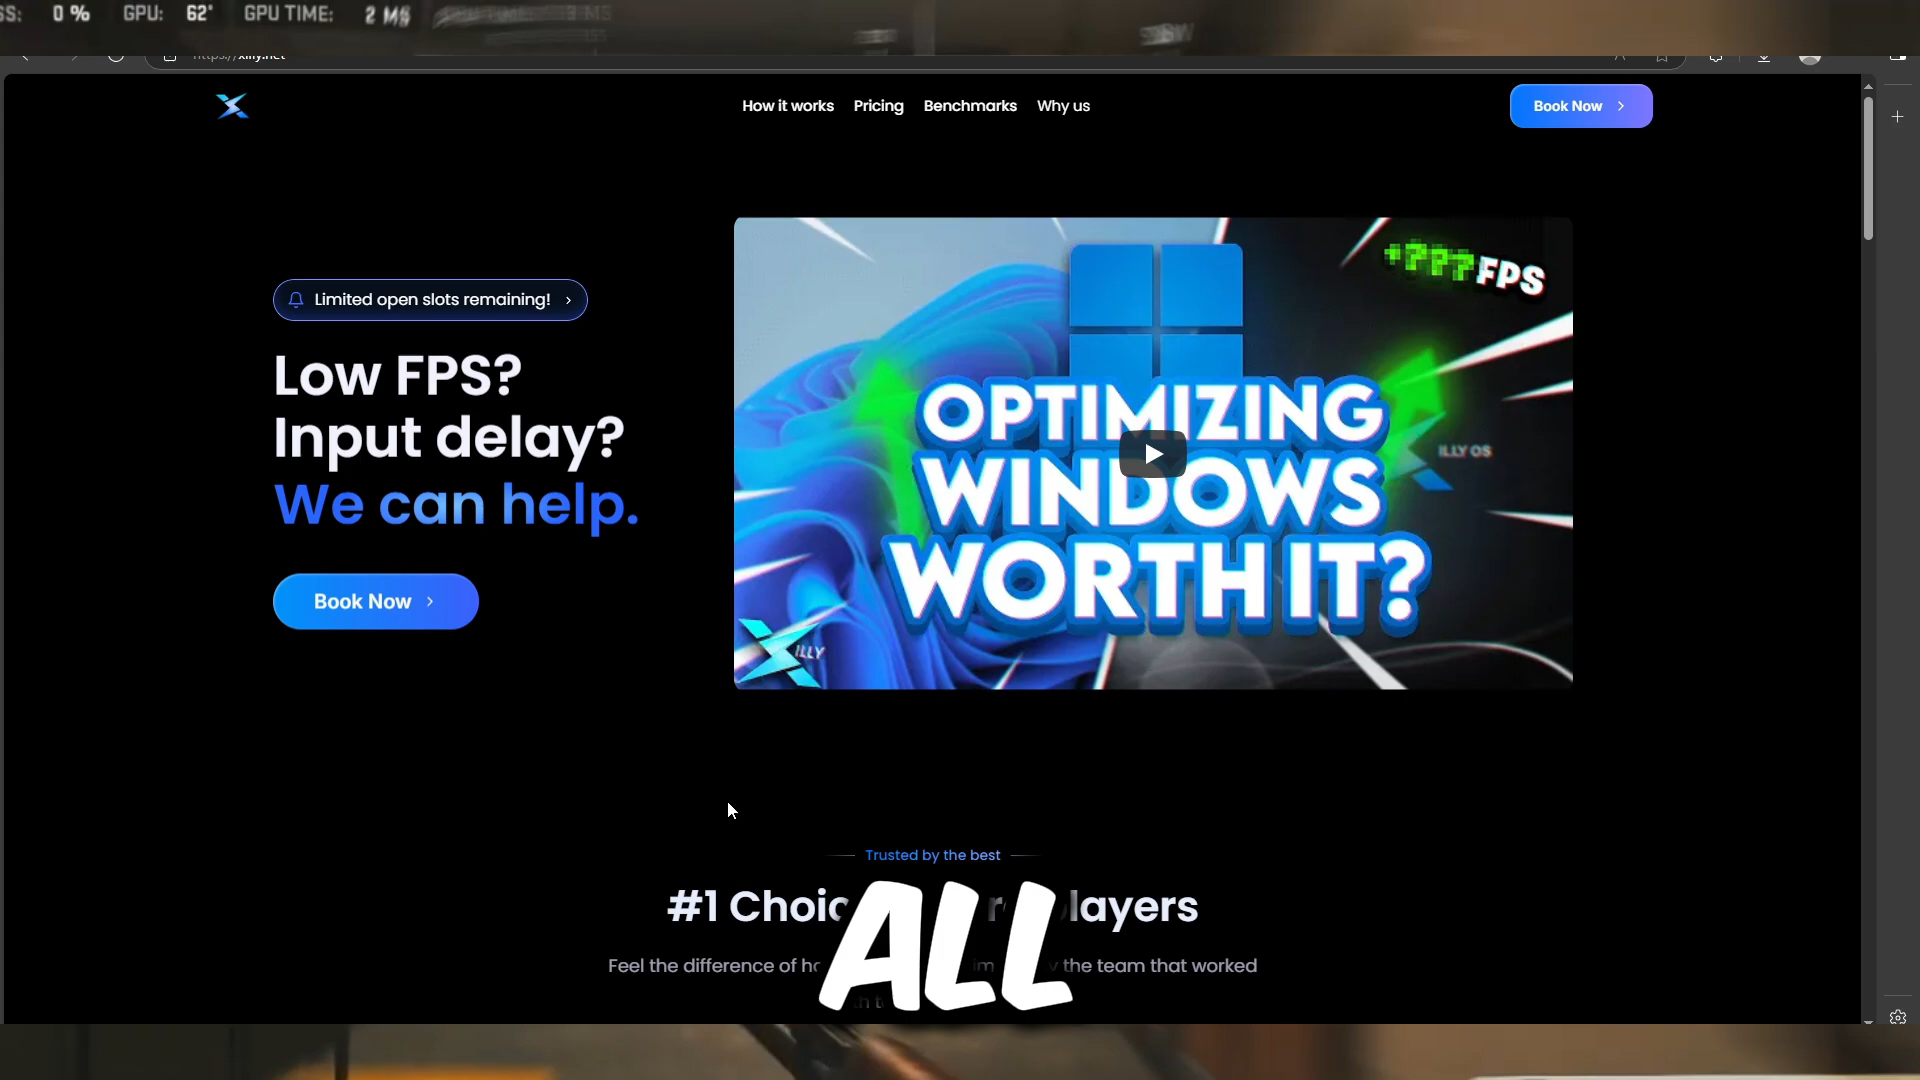 0 % GPU: 62° GPU TIME: 2 MS
How it works Pricing Benchmarks Why us
Book Now
Limited open slots remaining!
Low FPS?
Input delay?
We can help.
Book Now
+??? FPS
OPTIMIZING
WINDOWS
WORTH IT?
ILLY OS
ILLY
Trusted by the best
#1 layers
ALL
Feel the difference of the team that worked